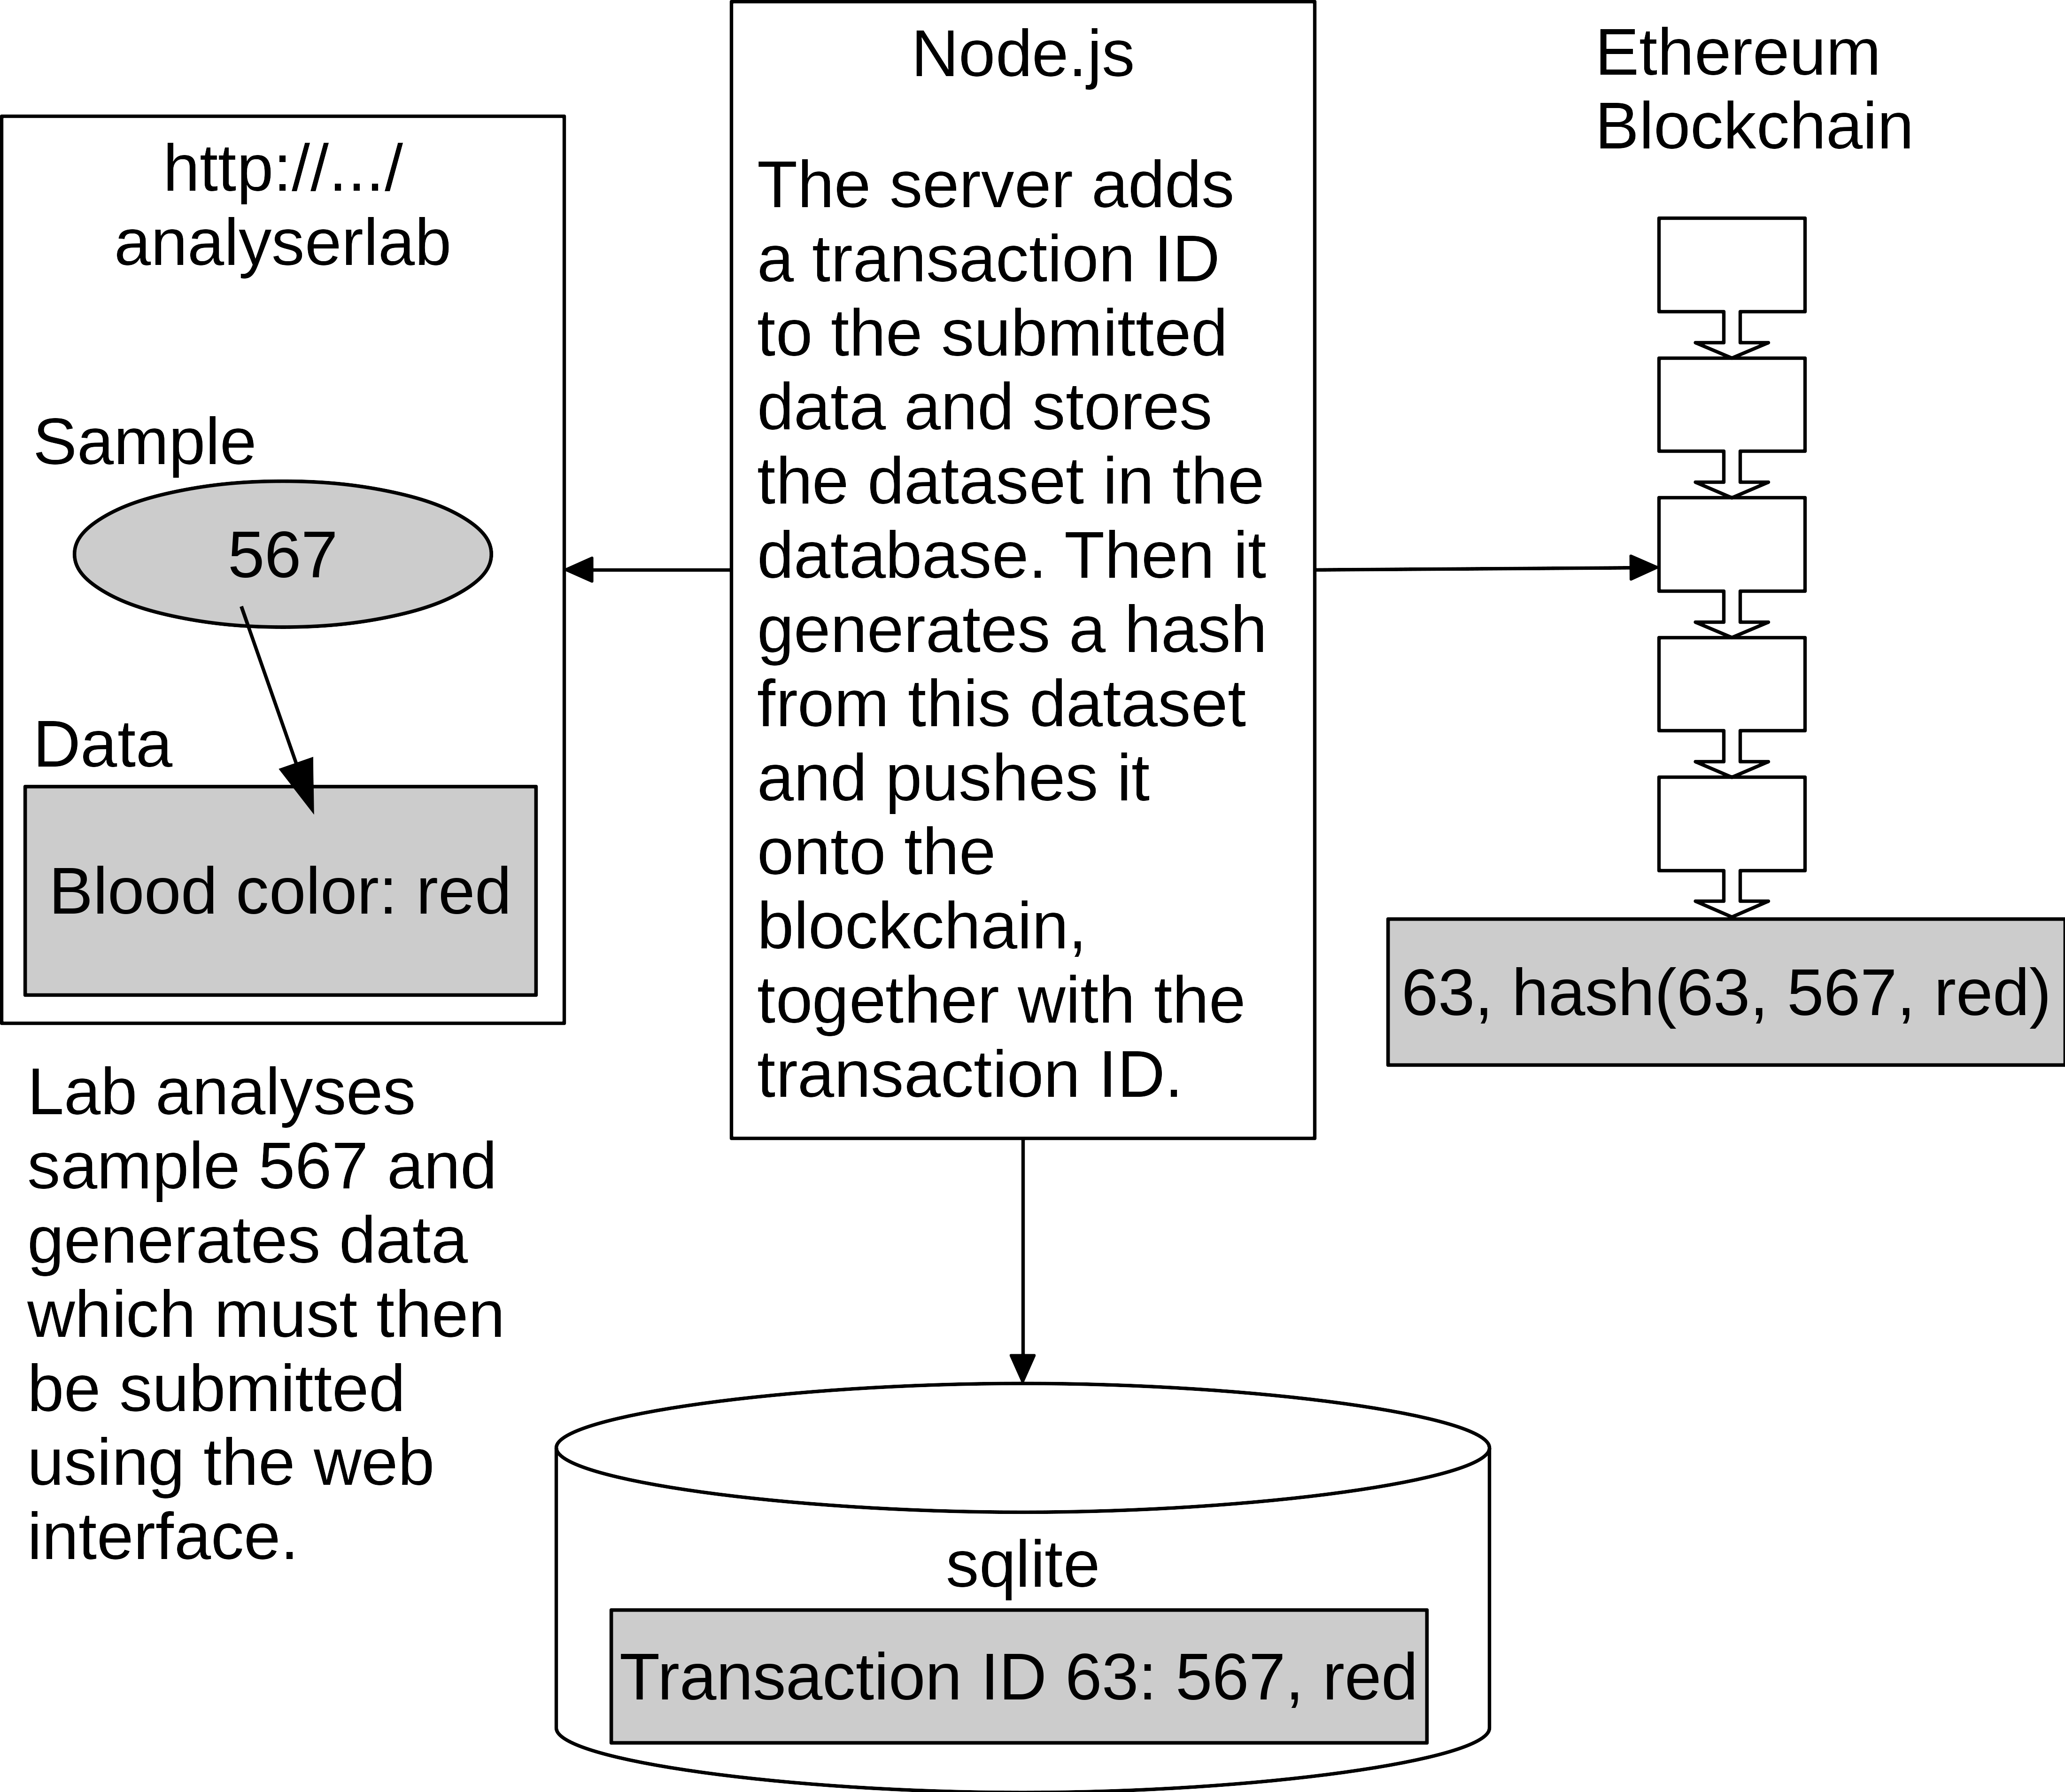 http://.../
analyserlab
Sample
567
Data
Blood color: red
Lab analyses
sample 567 and
generates data
which must then
be submitted
using the web
interface.
Node.js
The server adds
a transaction ID
to the submitted
data and stores
the dataset in the
database. Then it
generates a hash
from this dataset
and pushes it
onto the
blockchain,
together with the
transaction ID.
Ethereum
Blockchain
63, hash(63, 567, red)
sqlite
Transaction ID 63: 567, red